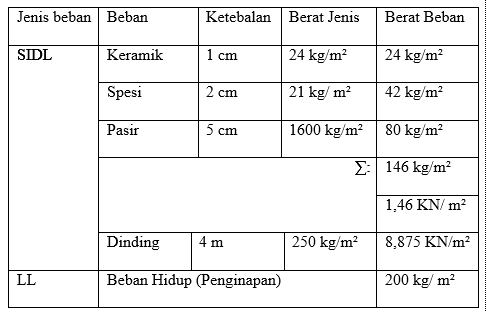 Jenis beban Beban Ketebalan Berat Jenis Berat Beban
SIDL Keramik 1 cm 24 kg/m² 24 kg/m²
Spesi 2 cm 21 kg/ m² 42 kg/m²
Pasir 5 cm 1600 kg/m² 80 kg/m²
∑: 146 kg/m²
1,46 KN/ m²
Dinding 4 m 250 kg/m² 8,875 KN/m²
LL Beban Hidup (Penginapan) 200 kg/ m²